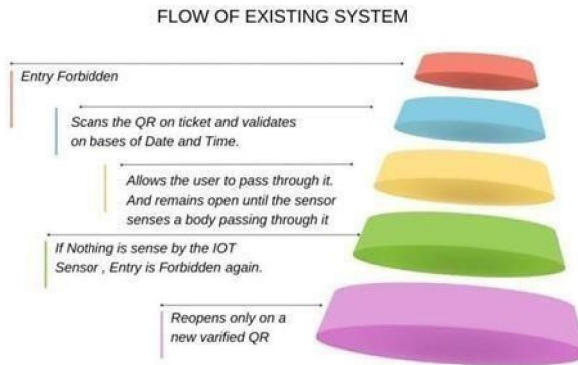 FLOW OF EXISTING SYSTEM
Entry Forbidden
Scans the QR on ticket and validates
on bases of Date and Time.
Allows the user to pass through it.
And remains open until the sensor
senses a body passing through it
If Nothing is sense by the IOT
Sensor , Entry is Forbidden again.
Reopens only on a
new varified QR